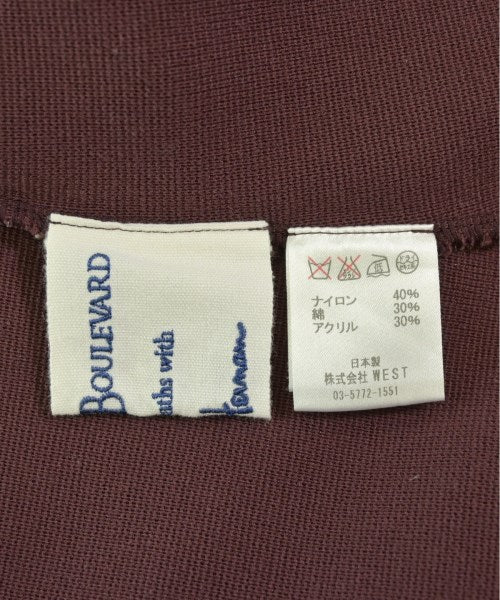 BOULEVARD
aths with
Herman
ナイロン 40%
綿 30%
アクリル 30%
日本製
株式会社 WEST
03-5772-1551